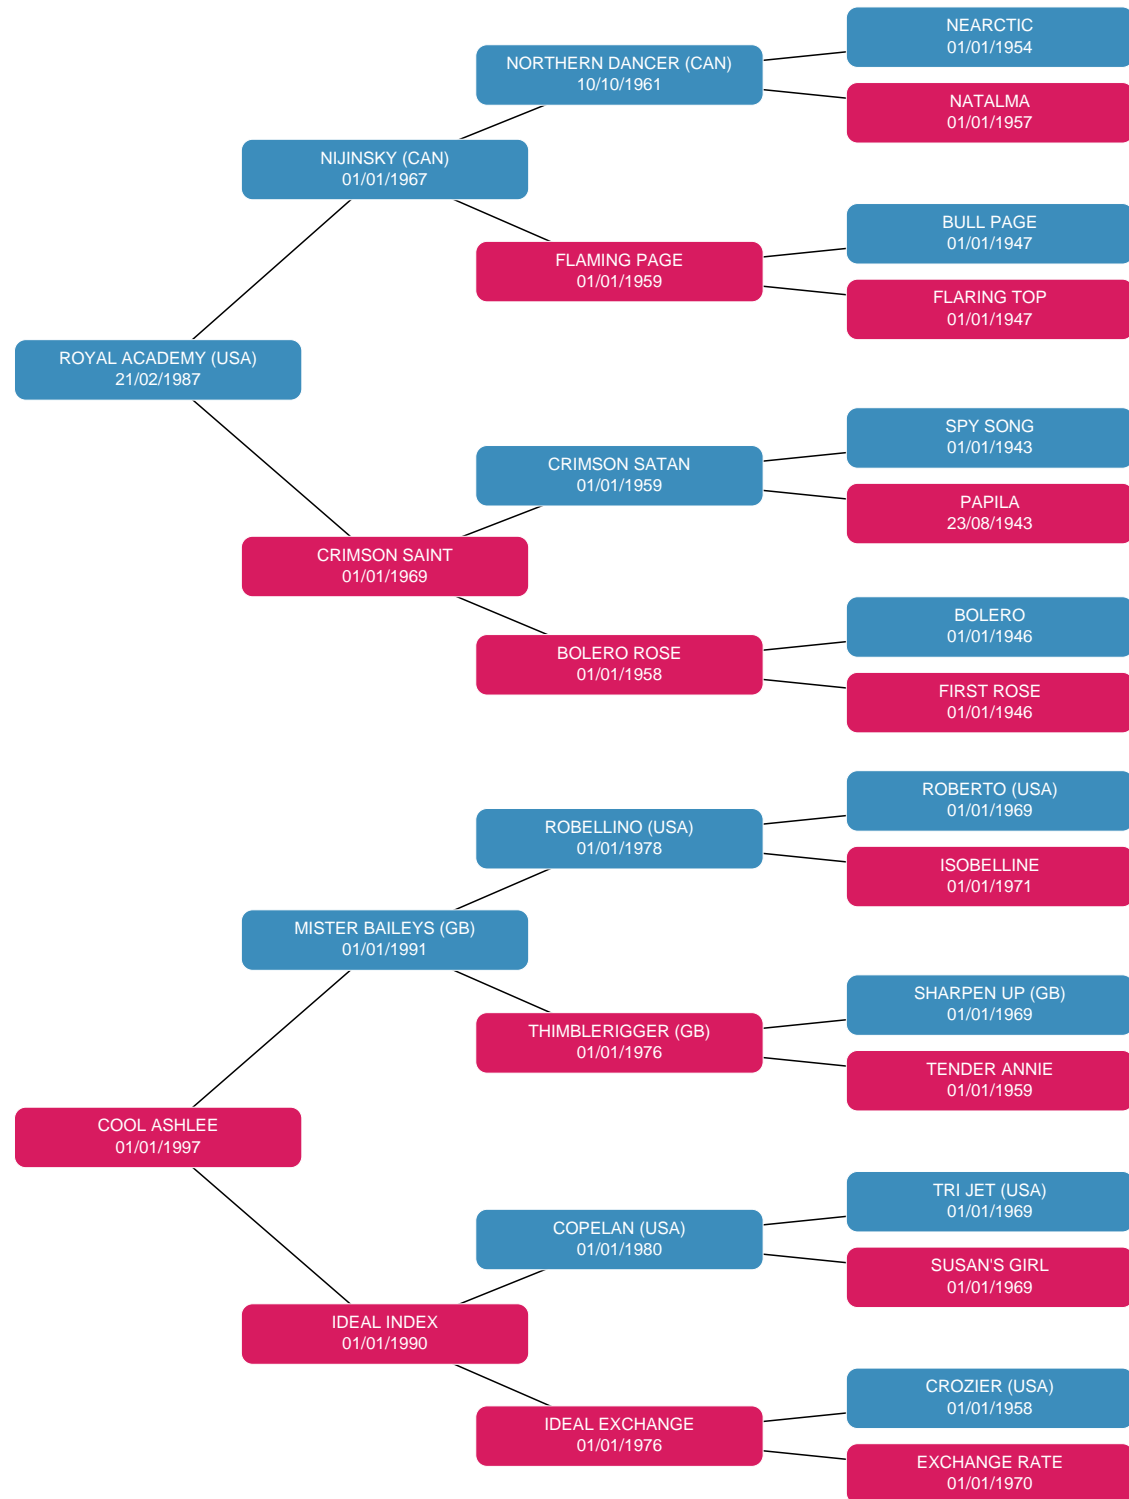 NEARCTIC
01/01/1954
NORTHERN DANCER (CAN)
10/10/1961
NATALMA
01/01/1957
NIJINSKY (CAN)
01/01/1967
BULL PAGE
01/01/1947
FLAMING PAGE
01/01/1959
FLARING TOP
01/01/1947
ROYAL ACADEMY (USA)
21/02/1987
SPY SONG
01/01/1943
CRIMSON SATAN
01/01/1959
PAPILA
23/08/1943
CRIMSON SAINT
01/01/1969
BOLERO
01/01/1946
BOLERO ROSE
01/01/1958
FIRST ROSE
01/01/1946
ROBERTO (USA)
01/01/1969
ROBELLINO (USA)
01/01/1978
ISOBELLINE
01/01/1971
MISTER BAILEYS (GB)
01/01/1991
SHARPEN UP (GB)
01/01/1969
THIMBLERIGGER (GB)
01/01/1976
TENDER ANNIE
01/01/1959
COOL ASHLEE
01/01/1997
TRI JET (USA)
01/01/1969
COPELAN (USA)
01/01/1980
SUSAN'S GIRL
01/01/1969
IDEAL INDEX
01/01/1990
CROZIER (USA)
01/01/1958
IDEAL EXCHANGE
01/01/1976
EXCHANGE RATE
01/01/1970